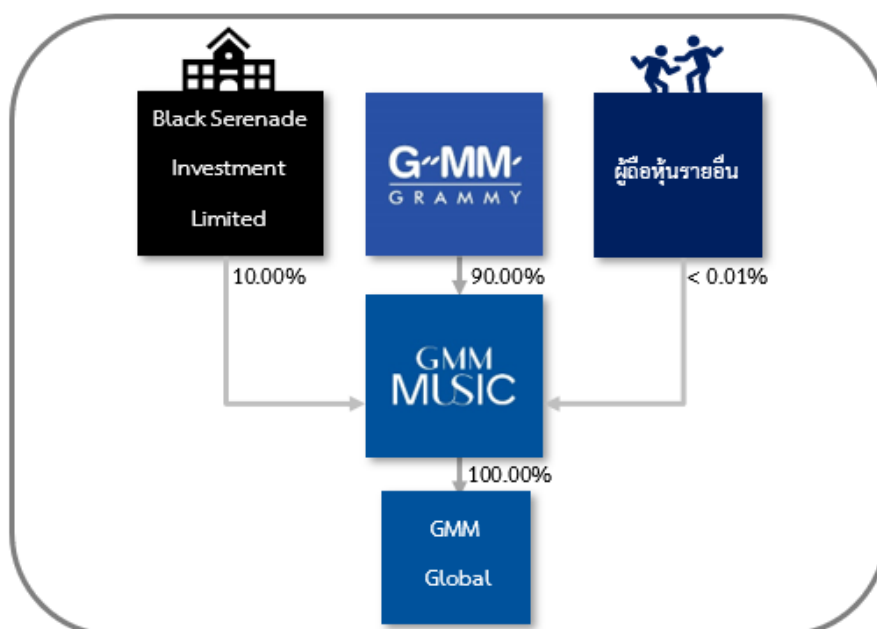 Black Serenade
Investment
Limited
G"MM'
GRAMMY
ผู้ถือหุ้นรายอื่น
10.00%
90.00%
< 0.01%
GMM
MUSIC
100.00%
GMM
Global